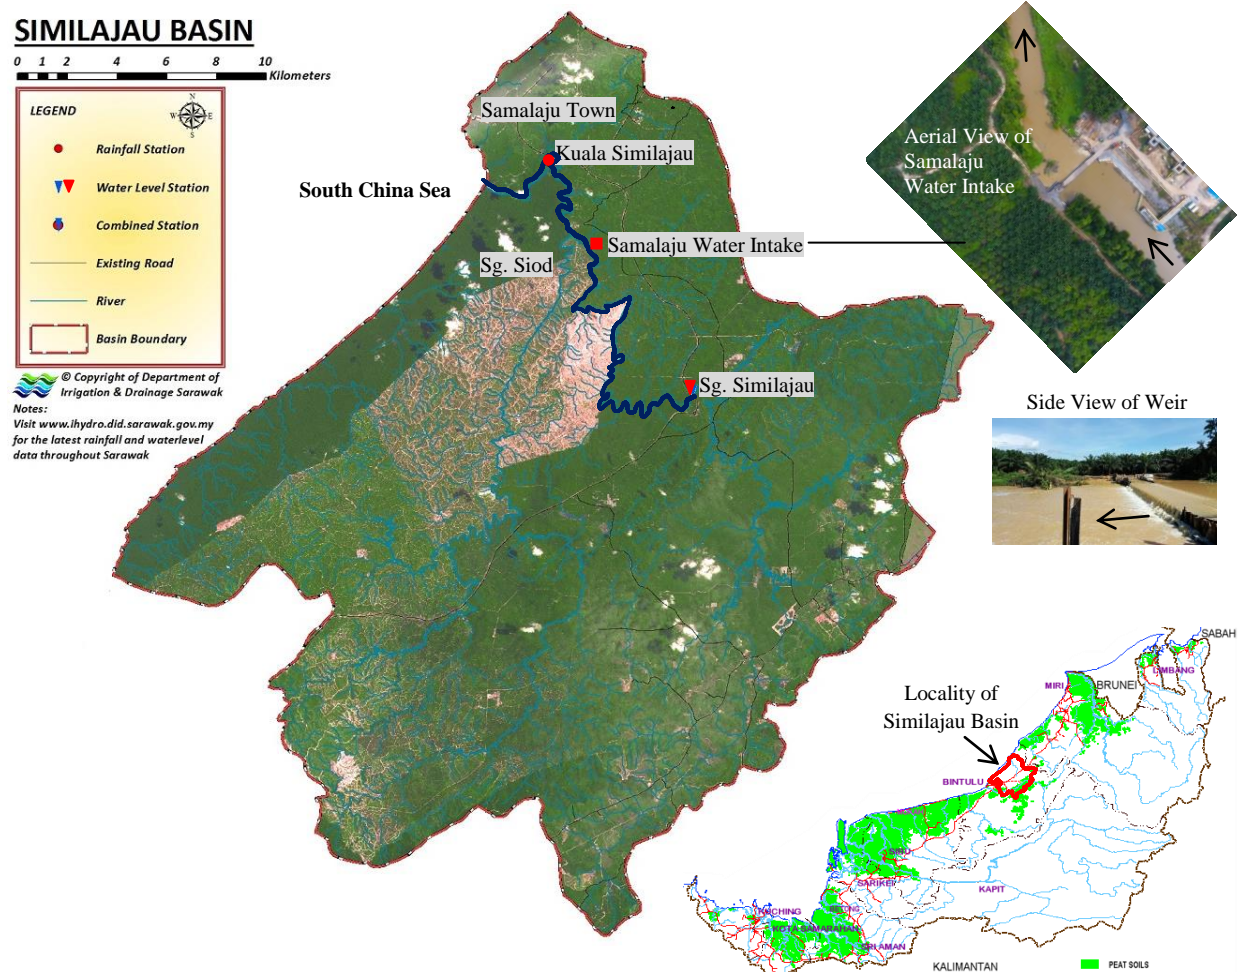 SIMILAJAU BASIN
0 1 2 4 6 8 10
Kilometers
LEGEND
N
W E
S
Rainfall Station
Water Level Station
Combined Station
Existing Road
River
Basin Boundary
© Copyright of Department of
Irrigation & Drainage Sarawak
Notes:
Visit www.ihydro.did.sarawak.gov.my
for the latest rainfall and waterlevel
data throughout Sarawak
Samalaju Town
Kuala Similajau
South China Sea
Samalaju Water Intake
Sg. Siod
Sg. Similajau
Aerial View of
Samalaju
Water Intake
Side View of Weir
Locality of
Similajau Basin
SABAH
LIMBANG
BRUNEI
MIRI
BINTULU
SIBU
SARIKEI
KAPIT
BETONG
KUCHING
KOTA SAMARAHAN
SRI AMAN
KALIMANTAN
PEAT SOILS